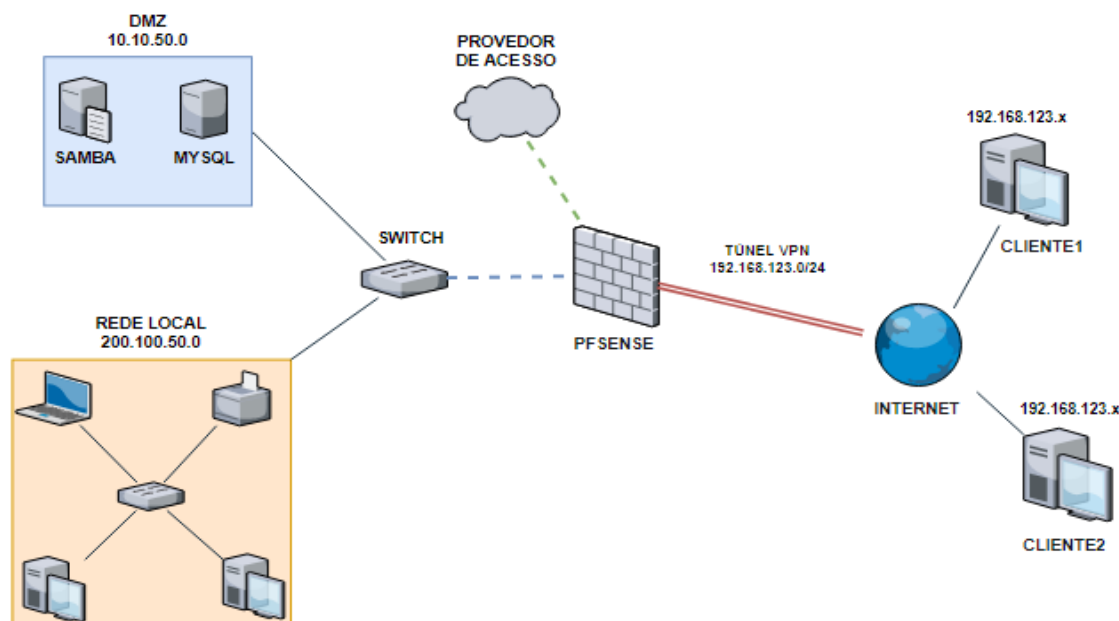 DMZ
10.10.50.0
SAMBA
MYSQL
PROVEDOR
DE ACESSO
SWITCH
REDE LOCAL
200.100.50.0
PFSENSE
TÚNEL VPN
192.168.123.0/24
192.168.123.x
CLIENTE1
INTERNET
192.168.123.x
CLIENTE2